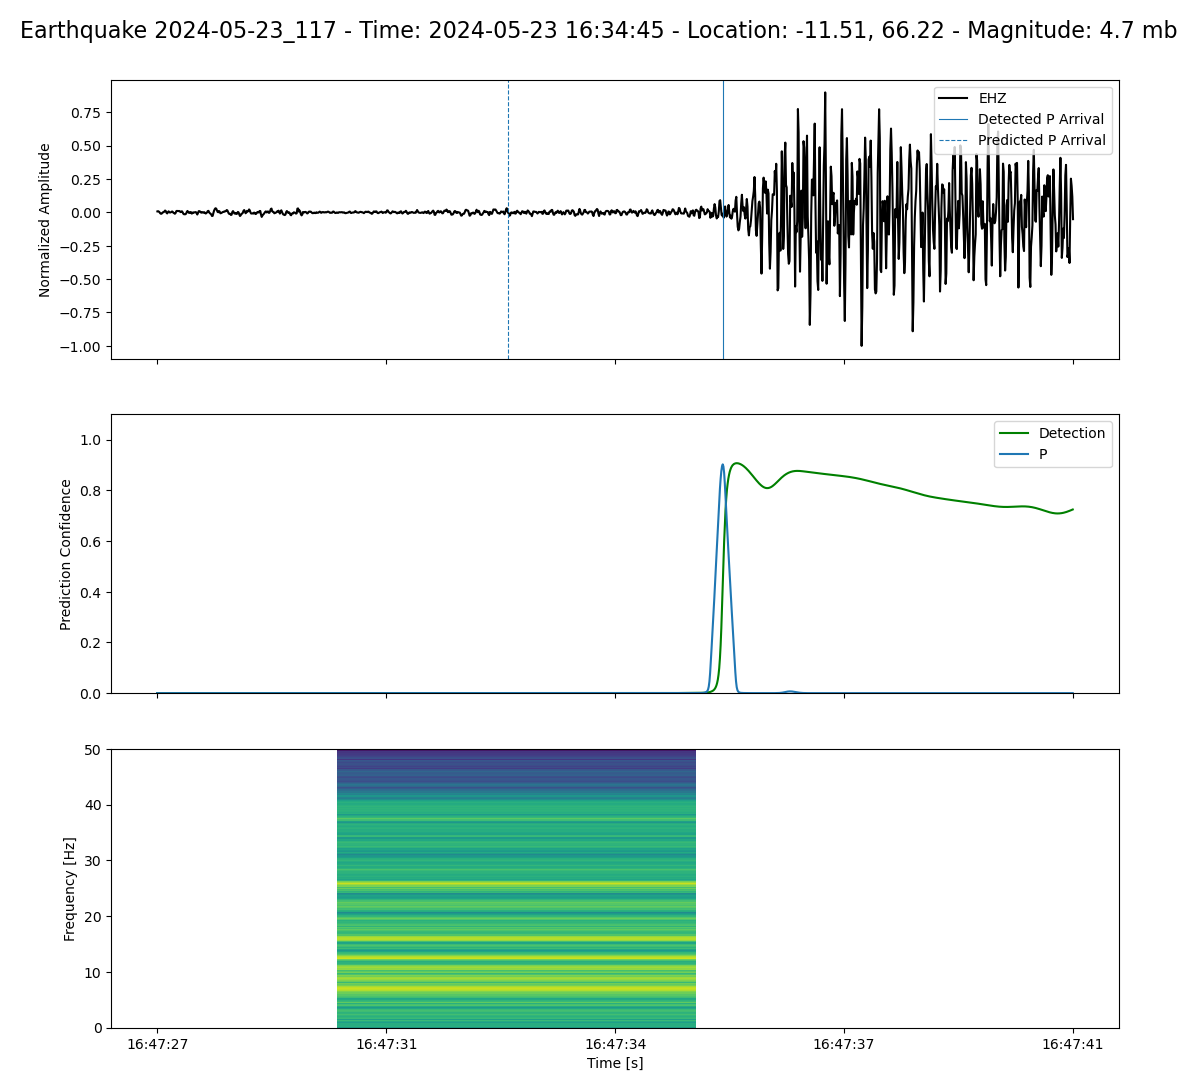 Earthquake 2024-05-23_117 - Time: 2024-05-23 16:34:45 - Location: -11.51, 66.22 - Magnitude: 4.7 mb
Normalized Amplitude
0.75
0.50
0.25
0.00
−0.25
−0.50
−0.75
−1.00
EHZ
Detected P Arrival
Predicted P Arrival
Prediction Confidence
1.0
0.8
0.6
0.4
0.2
0.0
Detection
P
Frequency [Hz]
50
40
30
20
10
0
16:47:27 16:47:31 16:47:34 16:47:37 16:47:41
Time [s]